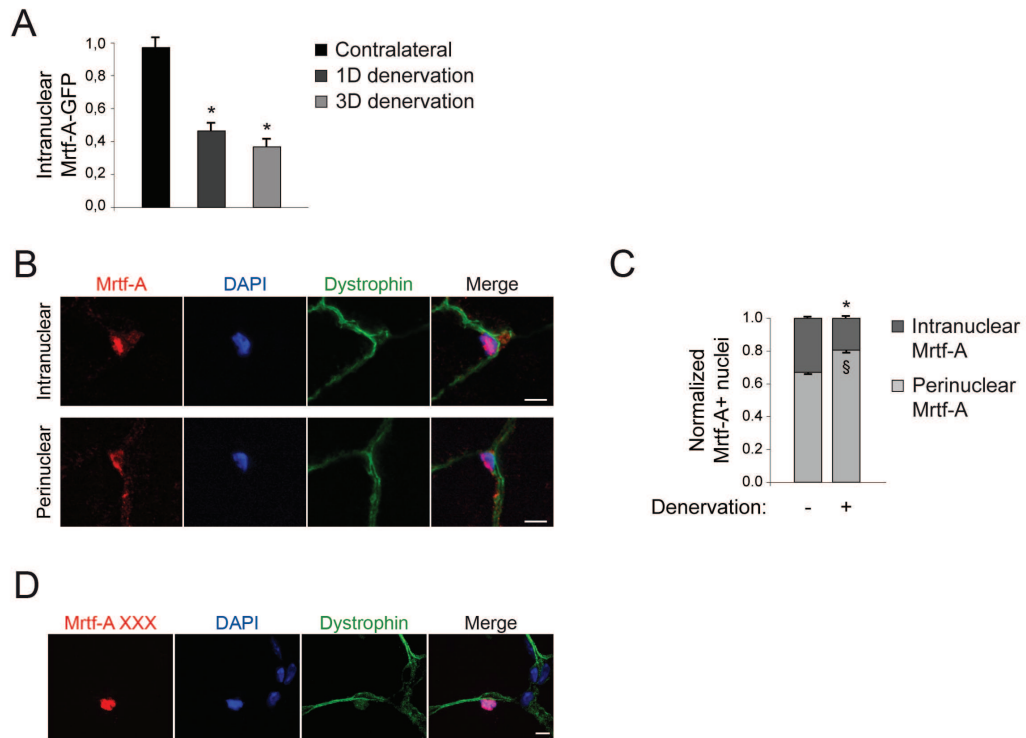 A
Intranuclear
Mrtf-A-GFP
1,0
0,8
0,6
0,4
0,2
0,0
*
*
Contralateral
1D denervation
3D denervation
B
Mrtf-A
DAPI
Dystrophin
Merge
Intranuclear
Perinuclear
C
Normalized
Mrtf-A+ nuclei
1.0
0.8
0.6
0.4
0.2
0.0
*
§
Intranuclear
Mrtf-A
Perinuclear
Mrtf-A
Denervation: - +
D
Mrtf-A XXX
DAPI
Dystrophin
Merge